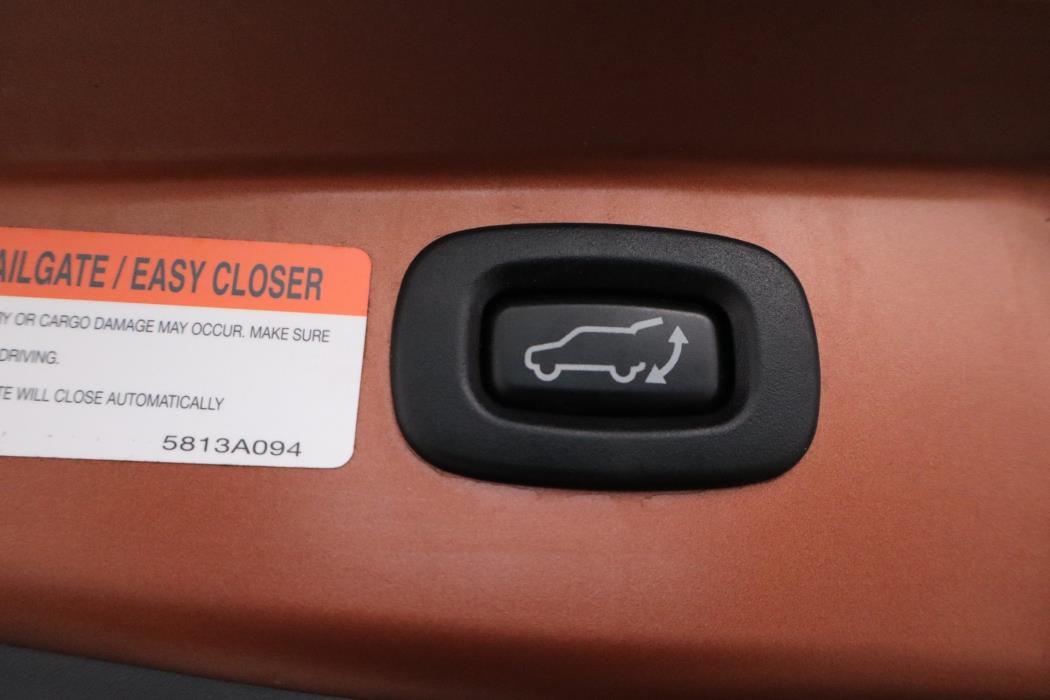 AILGATE / EASY CLOSER
RY OR CARGO DAMAGE MAY OCCUR. MAKE SURE
DRIVING.
TE WILL CLOSE AUTOMATICALLY
5813A094